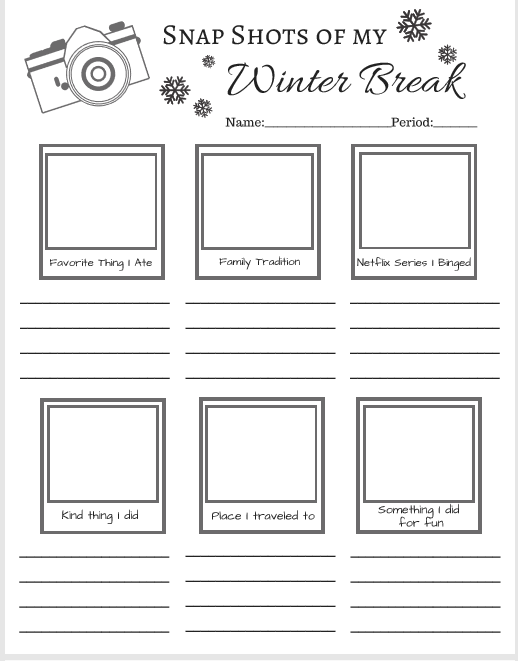 Snap Shots of my
Winter Break
Name:____________________Period:_______
Favorite Thing I Ate
Family Tradition
Netflix Series I Binged
Kind thing I did
Place I traveled to
Something I did
for fun